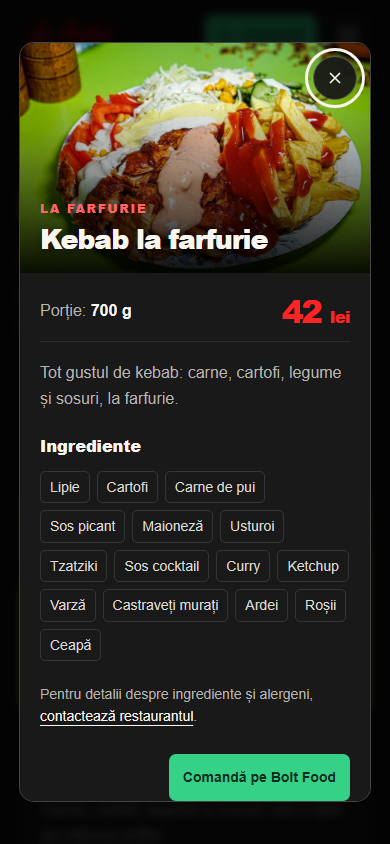 LA FARFURIE
Kebab la farfurie
Porție: 700 g
42 lei
Tot gustul de kebab: carne, cartofi, legume
și sosuri, la farfurie.
Ingrediente
Lipie
Cartofi
Carne de pui
Sos picant
Maioneză
Usturoi
Tzatziki
Sos cocktail
Curry
Ketchup
Varză
Castraveți murați
Ardei
Roșii
Ceapă
Pentru detalii despre ingrediente și alergeni,
contactează restaurantul.
Comandă pe Bolt Food